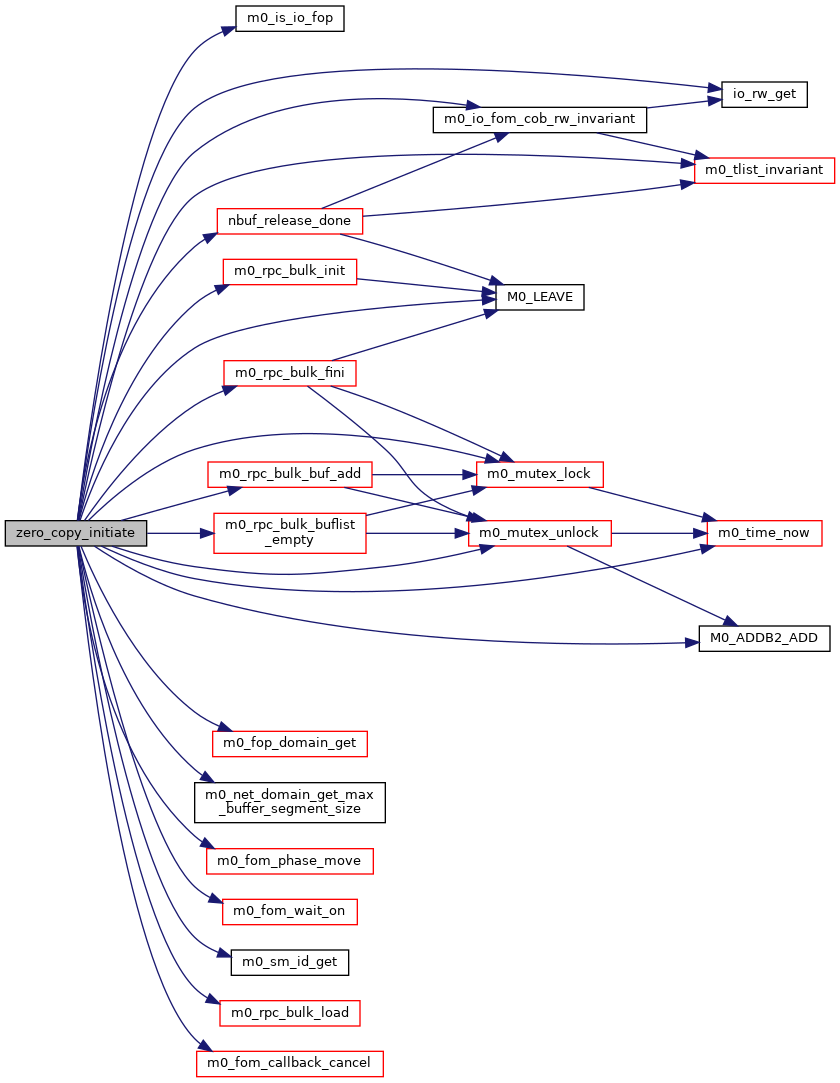 m0_is_io_fop
io_rw_get
m0_io_fom_cob_rw_invariant
m0_tlist_invariant
nbuf_release_done
m0_rpc_bulk_init
M0_LEAVE
m0_rpc_bulk_fini
m0_rpc_bulk_buf_add
m0_mutex_lock
zero_copy_initiate
m0_rpc_bulk_buflist
_empty
m0_mutex_unlock
m0_time_now
M0_ADDB2_ADD
m0_fop_domain_get
m0_net_domain_get_max
_buffer_segment_size
m0_fom_phase_move
m0_fom_wait_on
m0_sm_id_get
m0_rpc_bulk_load
m0_fom_callback_cancel